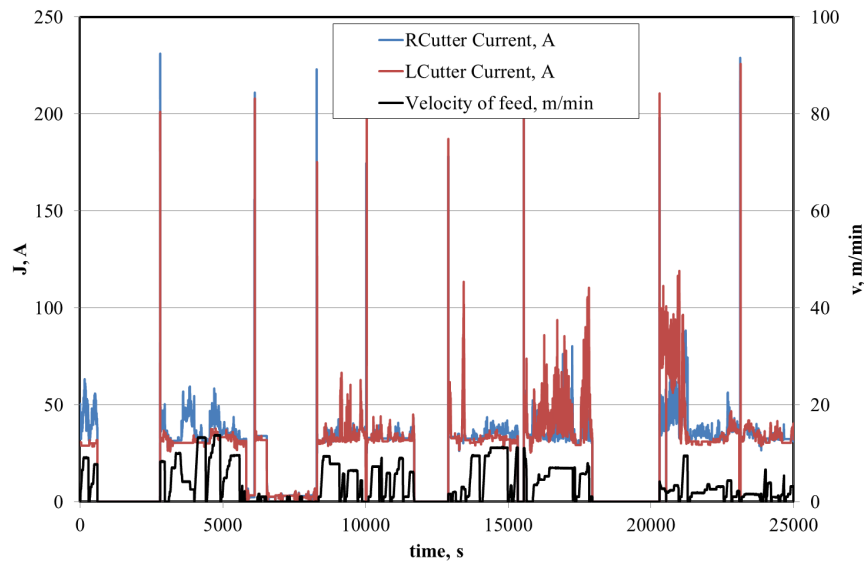 250
200
150
100
50
0
J, A
RCutter Current, A
LCutter Current, A
Velocity of feed, m/min
100
80
60
40
20
0
v, m/min
0 5000 10000 15000 20000 25000
time, s